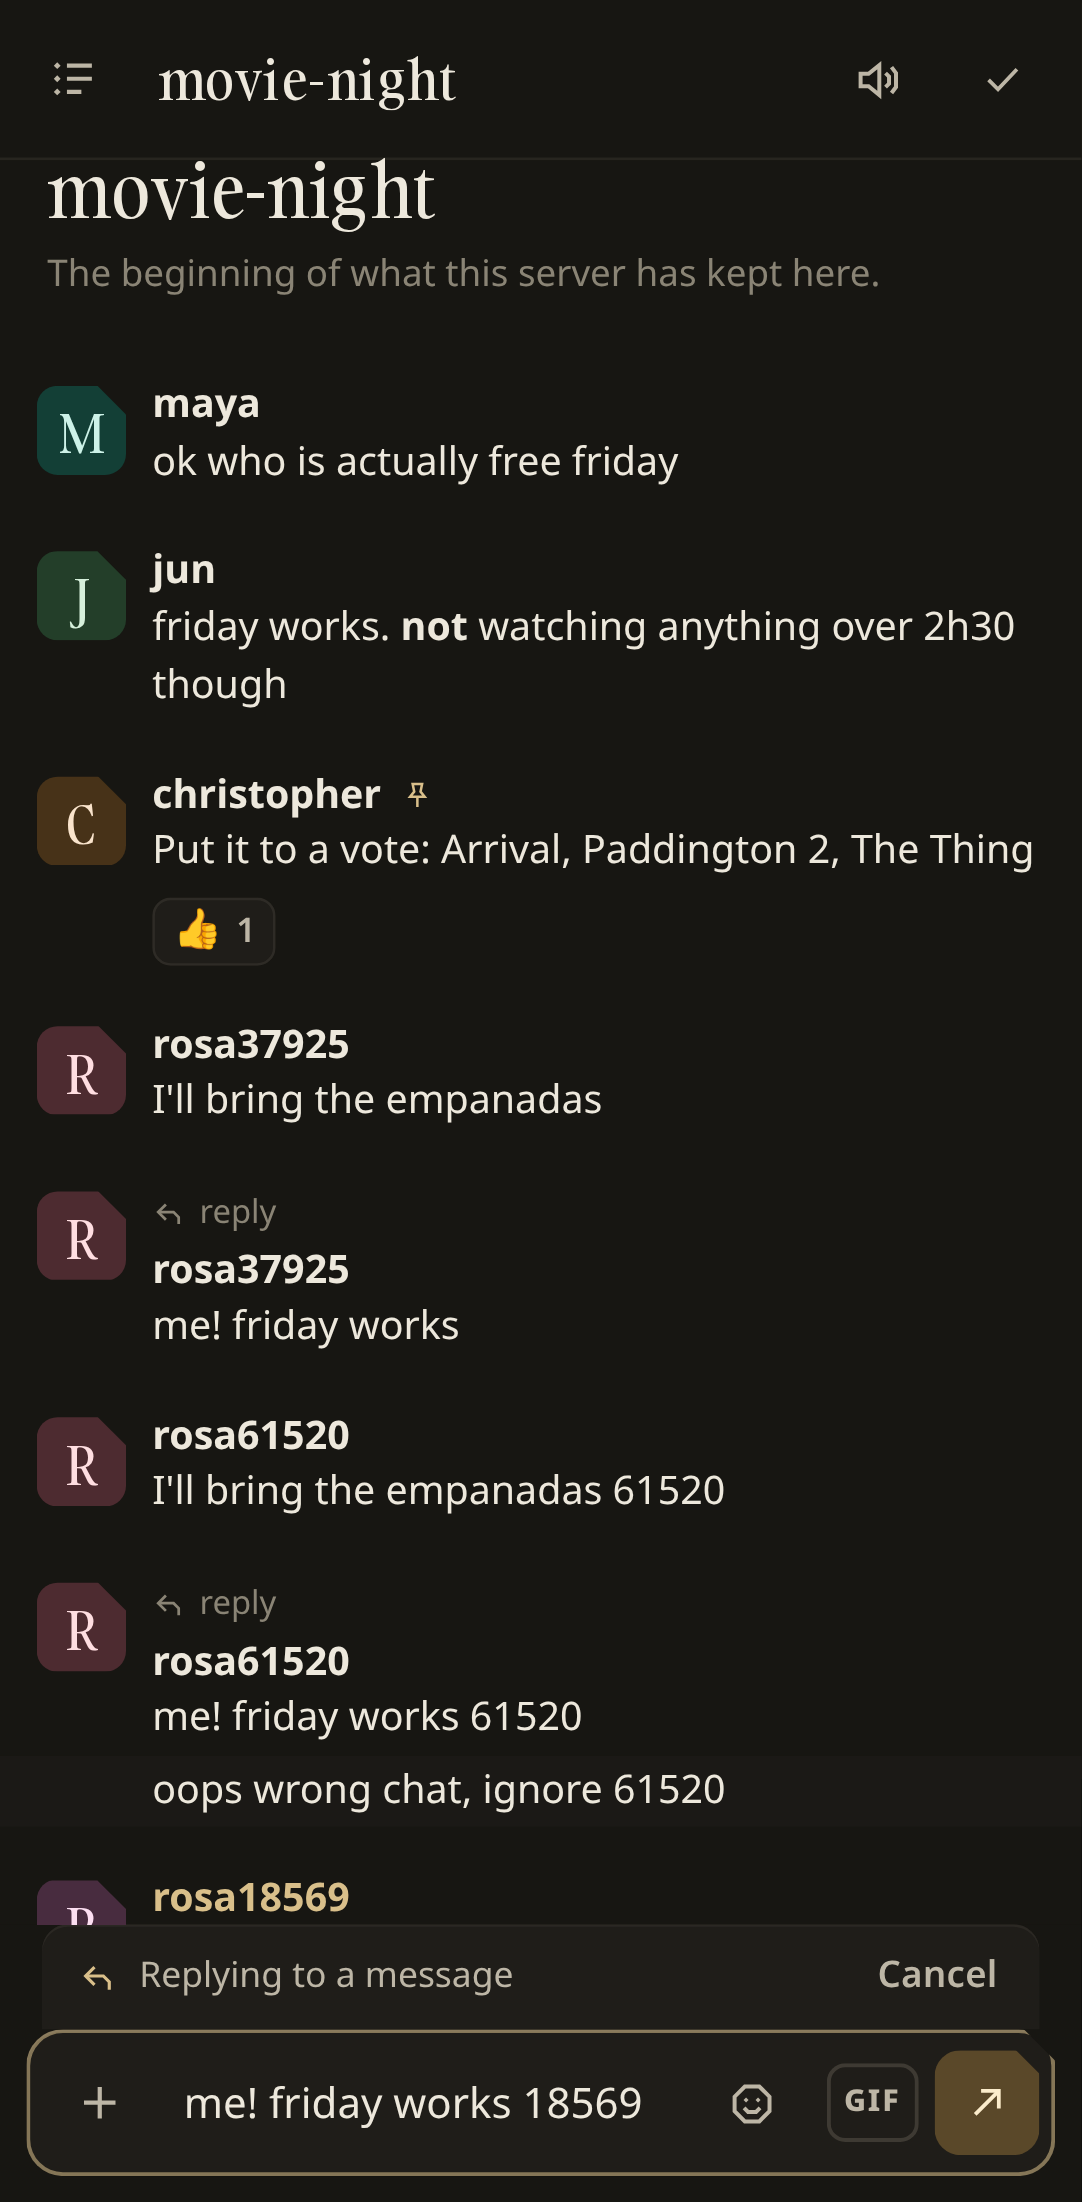 movie-night
movie-night
The beginning of what this server has kept here.
M
maya
ok who is actually free friday
J
jun
friday works. not watching anything over 2h30
though
C
christopher
Put it to a vote: Arrival, Paddington 2, The Thing
👍 1
R
rosa37925
I'll bring the empanadas
R
reply
rosa37925
me! friday works
R
rosa61520
I'll bring the empanadas 61520
R
reply
rosa61520
me! friday works 61520
oops wrong chat, ignore 61520
R
rosa18569
Replying to a message
Cancel
me! friday works 18569
GIF